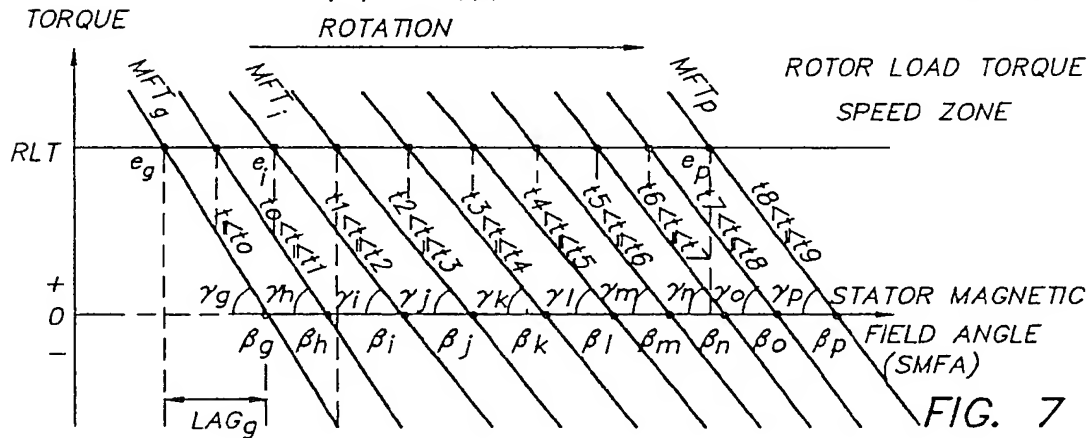 TORQUE
ROTATION
MFTg
MFTi
MFTp
ROTOR LOAD TORQUE
SPEED ZONE
RLT
eg
ei
ep
t≤t0
t0<t≤t1
t1<t≤t2
t2<t≤t3
t3<t≤t4
t4<t≤t5
t5<t≤t6
t6<t≤t7
t7<t≤t8
t8<t≤t9
+
0
−
γg
γh
γi
γj
γk
γl
γm
γn
γo
γp
STATOR MAGNETIC
FIELD ANGLE
(SMFA)
βg
βh
βi
βj
βk
βl
βm
βn
βo
βp
LAGg
FIG. 7